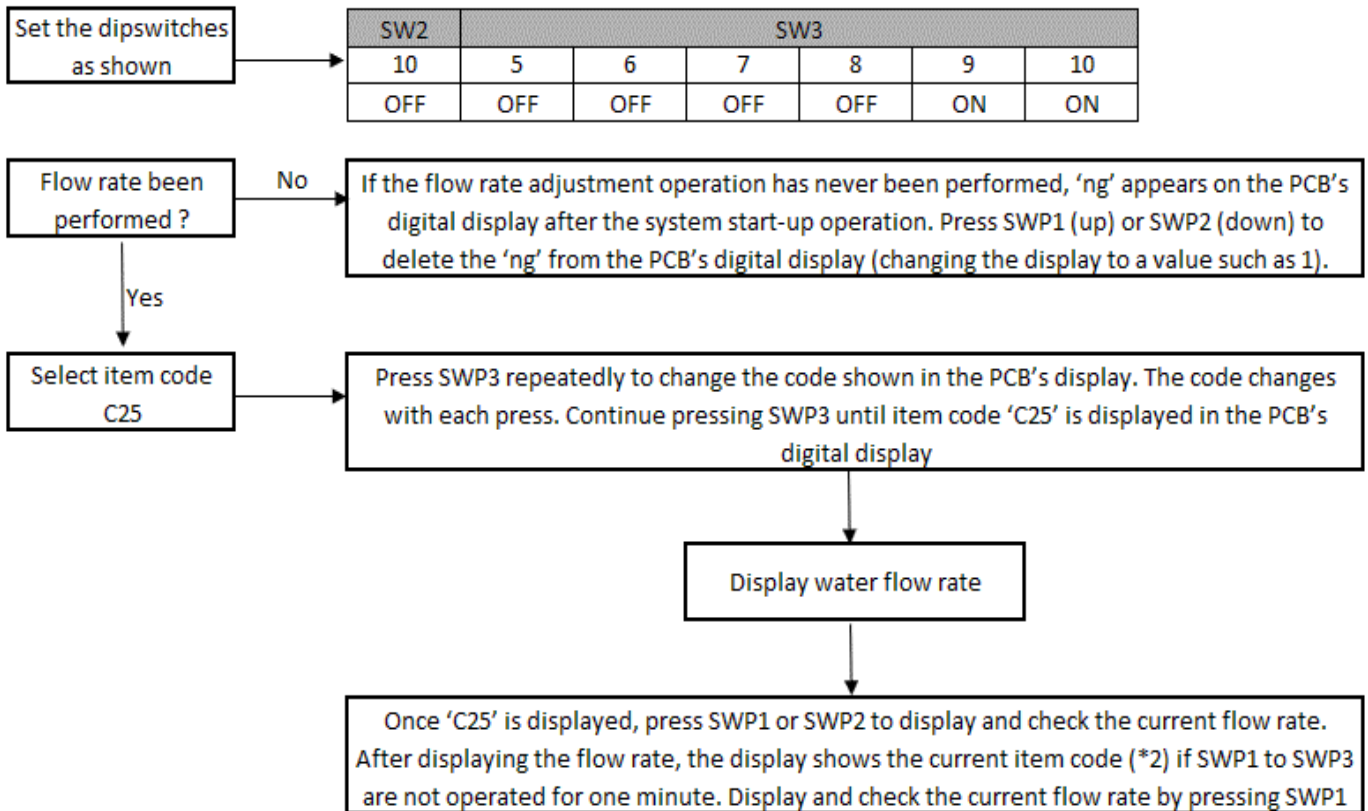 Set the dipswitches
as shown
SW2 SW3
10 5 6 7 8 9 10
OFF OFF OFF OFF OFF ON ON
Flow rate been
performed ?
No
If the flow rate adjustment operation has never been performed, ‘ng’ appears on the PCB’s
digital display after the system start-up operation. Press SWP1 (up) or SWP2 (down) to
delete the ‘ng’ from the PCB’s digital display (changing the display to a value such as 1).
Yes
Select item code
C25
Press SWP3 repeatedly to change the code shown in the PCB’s display. The code changes
with each press. Continue pressing SWP3 until item code ‘C25’ is displayed in the PCB’s
digital display
Display water flow rate
Once ‘C25’ is displayed, press SWP1 or SWP2 to display and check the current flow rate.
After displaying the flow rate, the display shows the current item code (*2) if SWP1 to SWP3
are not operated for one minute. Display and check the current flow rate by pressing SWP1